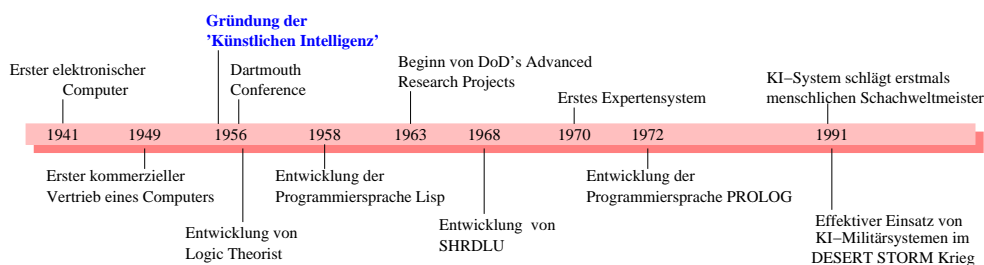 Gründung der
’Künstlichen Intelligenz’
Erster elektronischer
Computer
Dartmouth
Conference
Beginn von DoD’s Advanced
Research Projects
Erstes Expertensystem
KI−System schlägt erstmals
menschlichen Schachweltmeister
1941 1949 1956 1958 1963 1968 1970 1972 1991
Erster kommerzieller
Vertrieb eines Computers
Entwicklung von
Logic Theorist
Entwicklung der
Programmiersprache Lisp
Entwicklung von
SHRDLU
Entwicklung der
Programmiersprache PROLOG
Effektiver Einsatz von
KI−Militärsystemen im
DESERT STORM Krieg